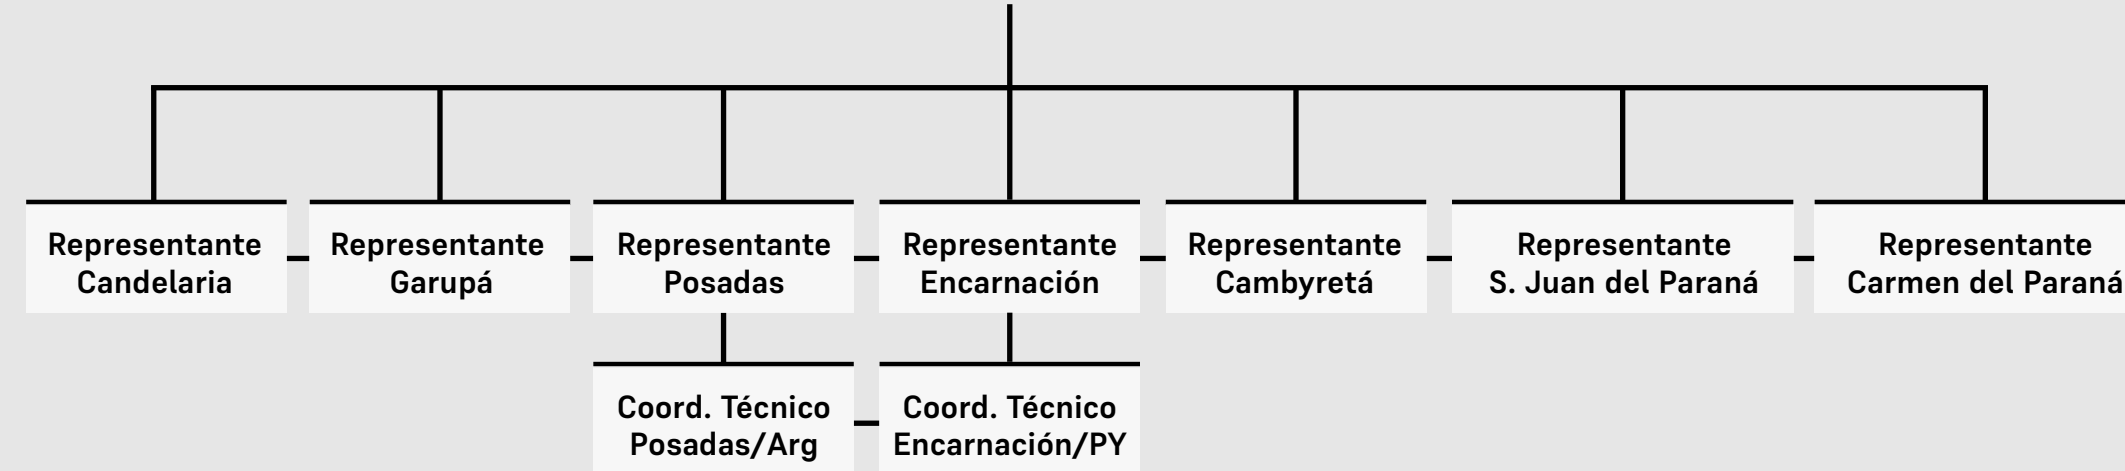 Representante
Candelaria
Representante
Garupá
Representante
Posadas
Representante
Encarnación
Representante
Cambyretá
Representante
S. Juan del Paraná
Representante
Carmen del Paraná
Coord. Técnico
Posadas/Arg
Coord. Técnico
Encarnación/PY